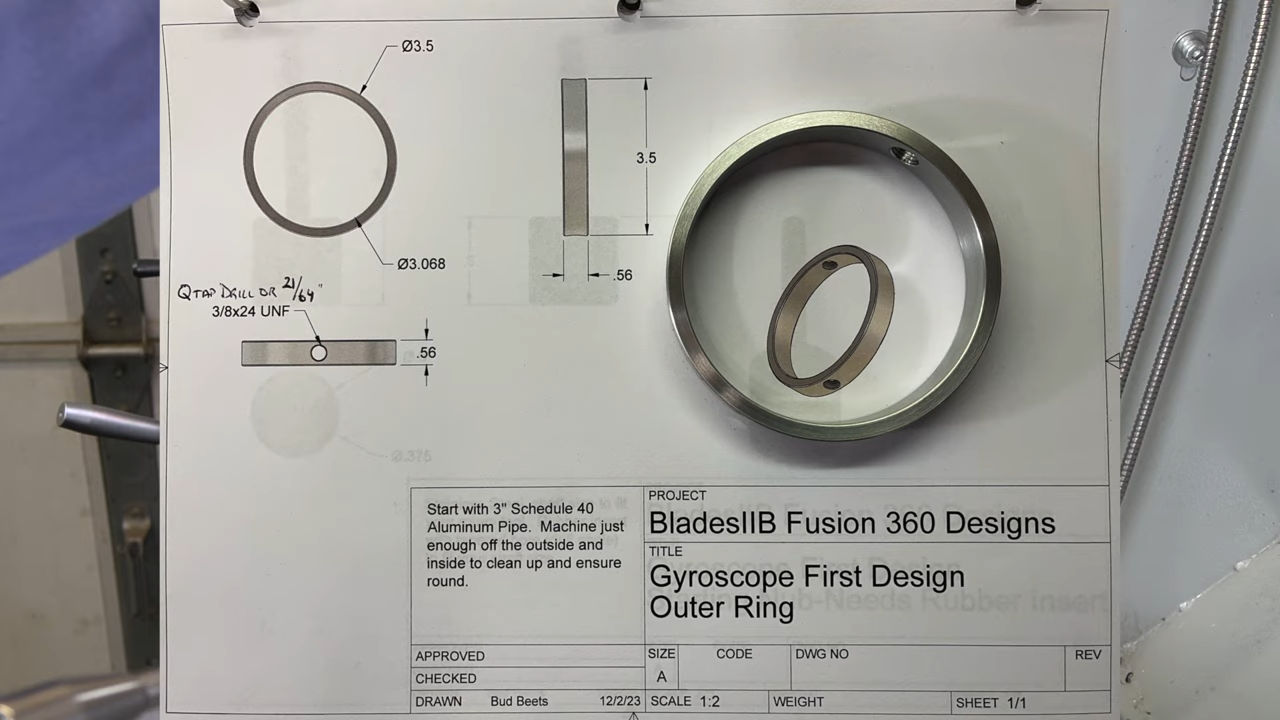 Ø3.5
3.5
Ø3.068
.56
Q TAP DRILL OR 21/64"
3/8x24 UNF
.56
Ø.375
Start with 3" Schedule 40
Aluminum Pipe. Machine just
enough off the outside and
inside to clean up and ensure
round.
PROJECT
BladesIIB Fusion 360 Designs
TITLE
Gyroscope First Design
Outer Ring
APPROVED
CHECKED
DRAWN Bud Beets 12/2/23
SIZE
A
CODE
DWG NO
REV
SCALE 1:2
WEIGHT
SHEET 1/1